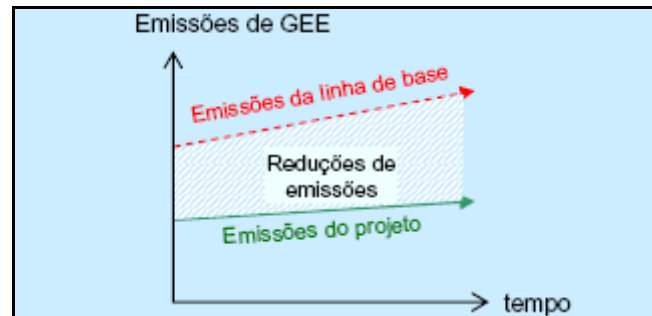 Emissões de GEE
Emissões da linha de base
Reduções de
emissões
Emissões do projeto
tempo